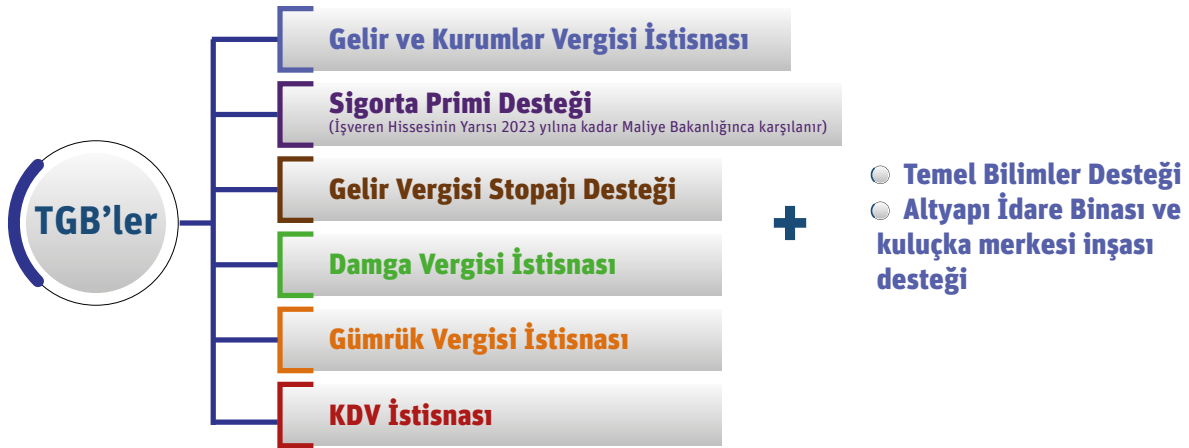 TGB’ler
Gelir ve Kurumlar Vergisi İstisnası
Sigorta Primi Desteği
(İşveren Hissesinin Yarısı 2023 yılına kadar Maliye Bakanlığınca karşılanır)
Gelir Vergisi Stopajı Desteği
Damga Vergisi İstisnası
Gümrük Vergisi İstisnası
KDV İstisnası
+
Temel Bilimler Desteği
Altyapı İdare Binası ve
kuluçka merkesi inşası
desteği